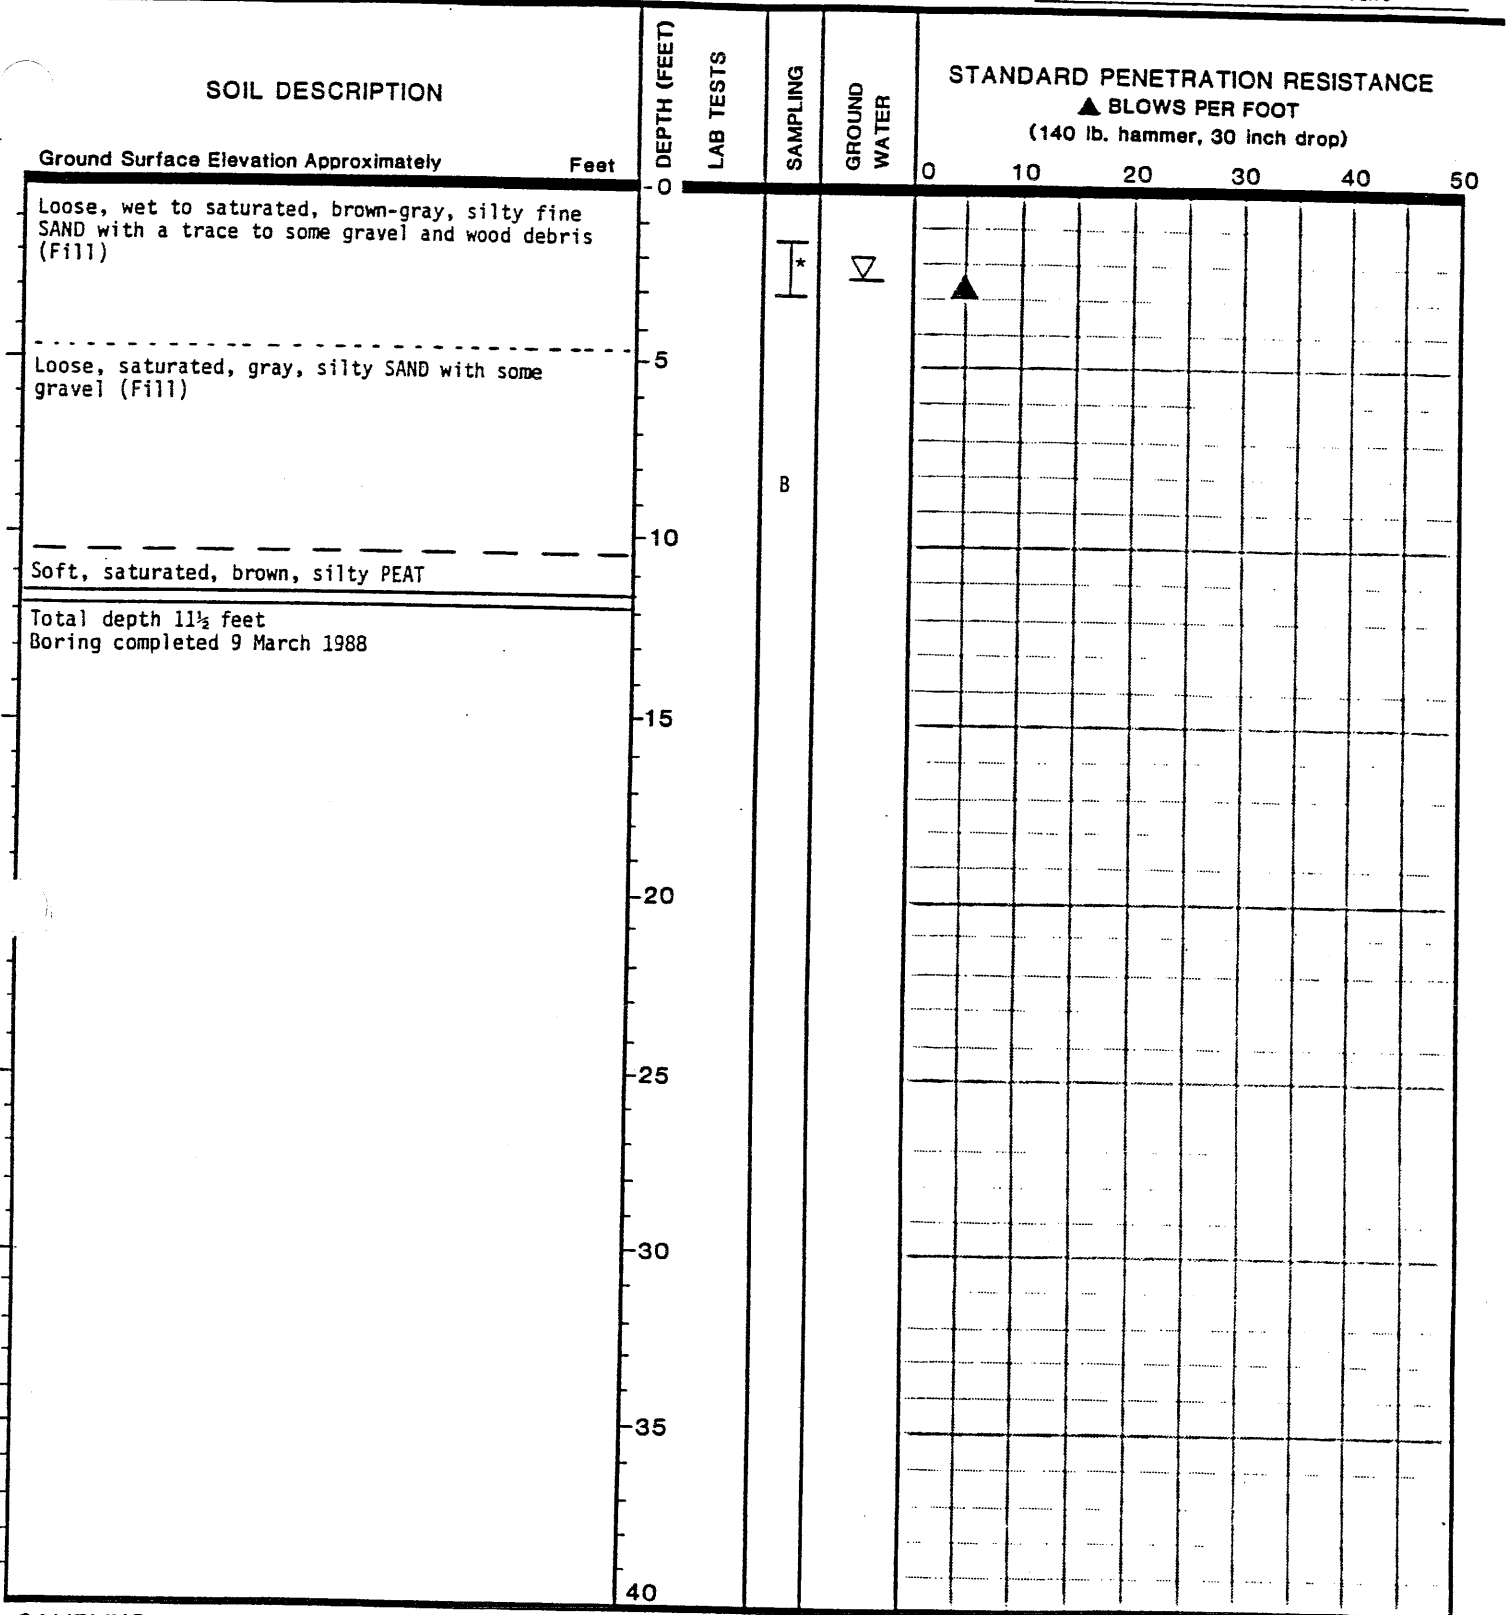 SOIL DESCRIPTION
Ground Surface Elevation Approximately Feet
DEPTH (FEET)
LAB TESTS
SAMPLING
GROUND
WATER
STANDARD PENETRATION RESISTANCE
▲ BLOWS PER FOOT
(140 lb. hammer, 30 inch drop)
0 10 20 30 40 50
0
Loose, wet to saturated, brown-gray, silty fine
SAND with a trace to some gravel and wood debris
(Fill)
*
5
Loose, saturated, gray, silty SAND with some
gravel (Fill)
B
10
Soft, saturated, brown, silty PEAT
Total depth 11½ feet
Boring completed 9 March 1988
15
20
25
30
35
40